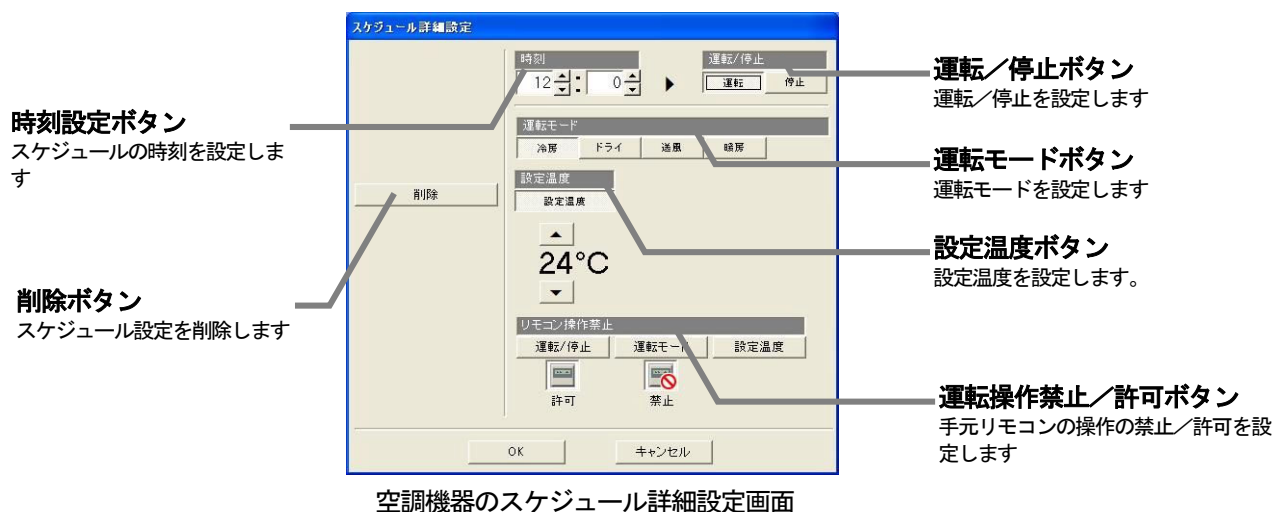 スケジュール詳細設定
時刻
運転/停止
12 : 0
運転
停止
運転モード
冷房
ドライ
送風
暖房
設定温度
設定温度
24°C
削除
リモコン操作禁止
運転/停止
運転モード
設定温度
許可
禁止
OK
キャンセル
時刻設定ボタン
スケジュールの時刻を設定しま
す
削除ボタン
スケジュール設定を削除します
運転／停止ボタン
運転／停止を設定します
運転モードボタン
運転モードを設定します
設定温度ボタン
設定温度を設定します。
運転操作禁止／許可ボタン
手元リモコンの操作の禁止／許可を設
定します
空調機器のスケジュール詳細設定画面